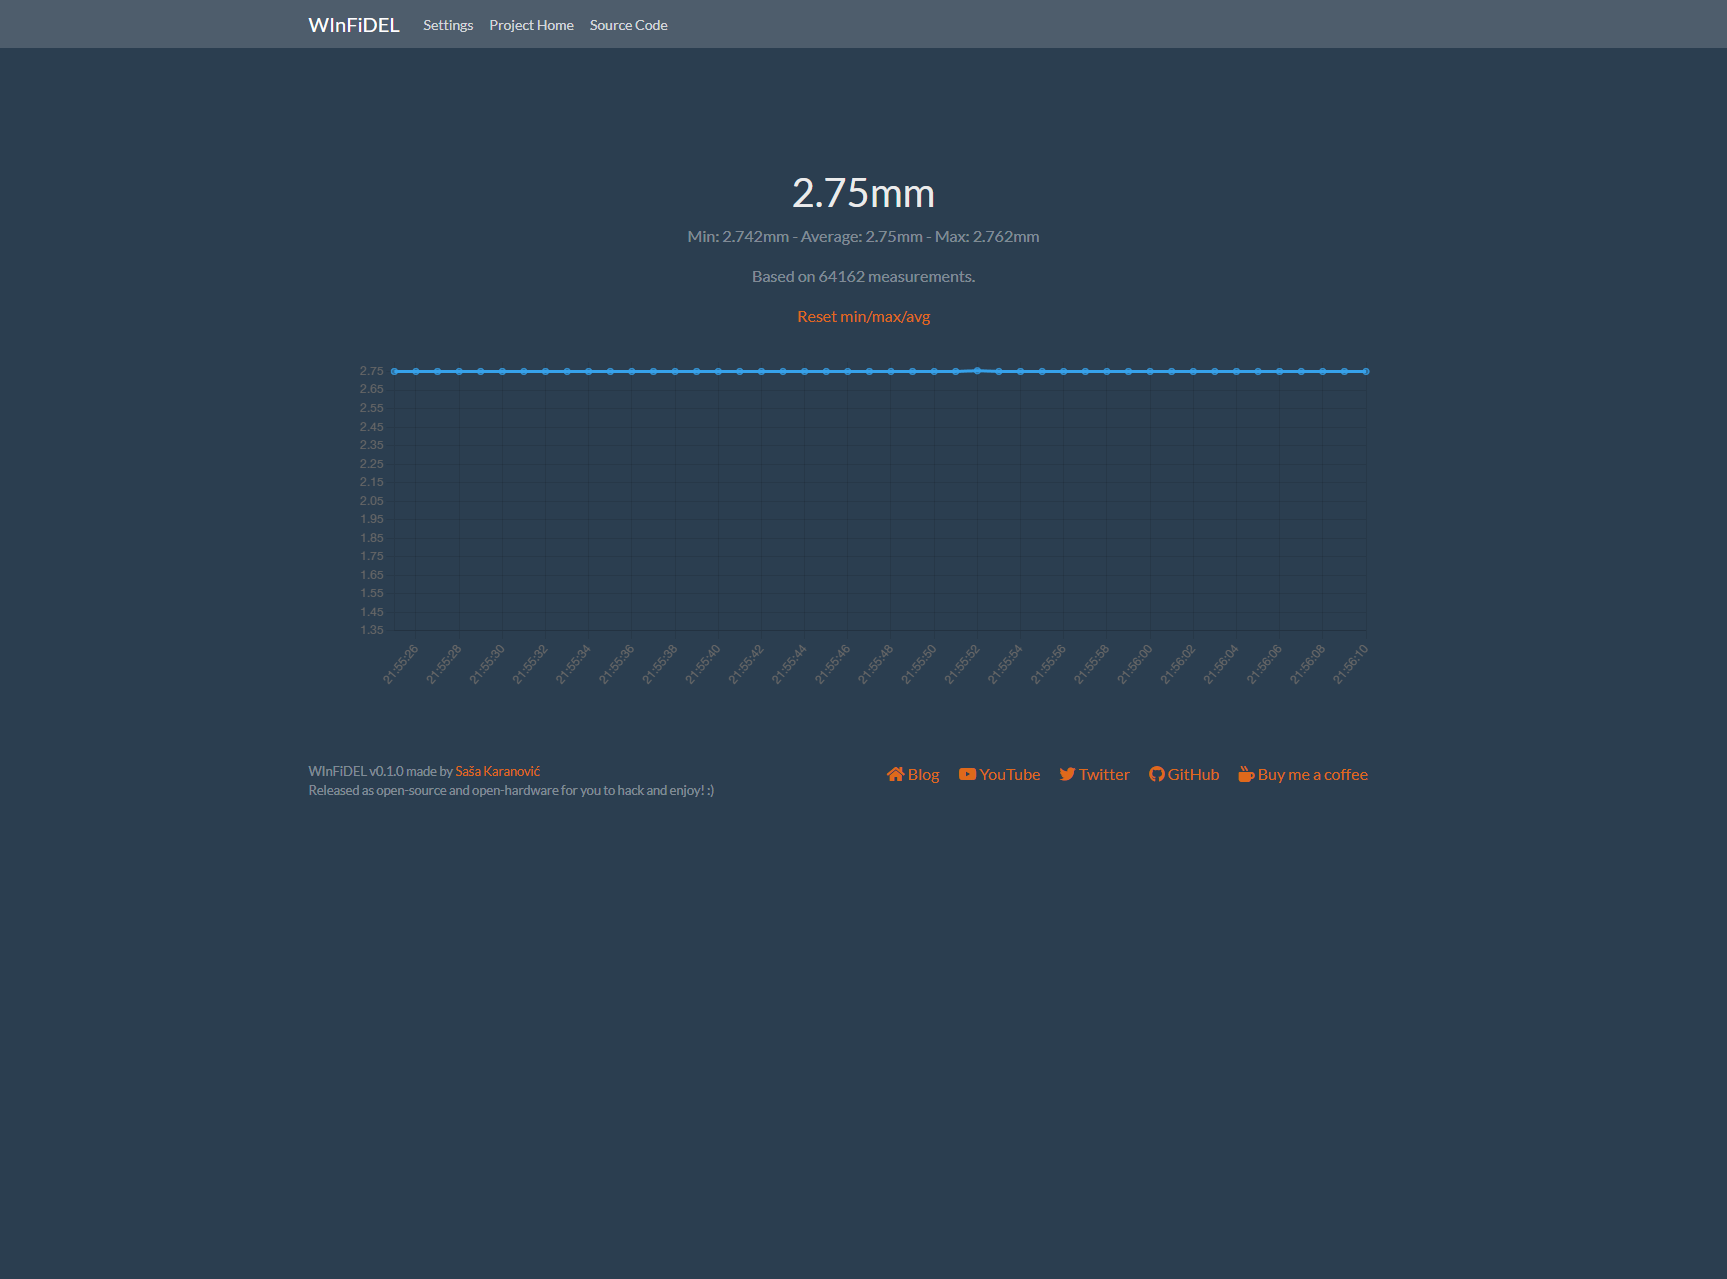 WInFiDEL Settings Project Home Source Code
2.75mm
Min: 2.742mm - Average: 2.75mm - Max: 2.762mm
Based on 64162 measurements.
Reset min/max/avg
2.75
2.65
2.55
2.45
2.35
2.25
2.15
2.05
1.95
1.85
1.75
1.65
1.55
1.45
1.35
21:55:26 21:55:28 21:55:30 21:55:32 21:55:34 21:55:36 21:55:38 21:55:40 21:55:42 21:55:44 21:55:46 21:55:48 21:55:50 21:55:52 21:55:54 21:55:56 21:55:58 21:56:00 21:56:02 21:56:04 21:56:06 21:56:08 21:56:10
WInFiDEL v0.1.0 made by Saša Karanović
Released as open-source and open-hardware for you to hack and enjoy! :)
Blog YouTube Twitter GitHub Buy me a coffee